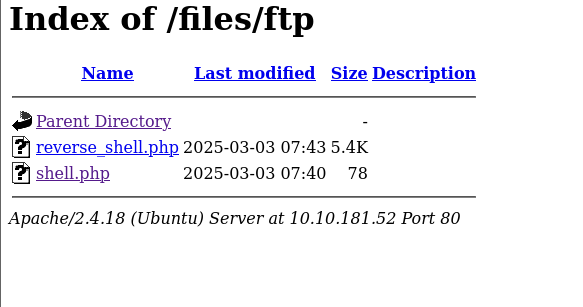 Index of /files/ftp
Name Last modified Size Description
Parent Directory -
reverse_shell.php 2025-03-03 07:43 5.4K
shell.php 2025-03-03 07:40 78
Apache/2.4.18 (Ubuntu) Server at 10.10.181.52 Port 80